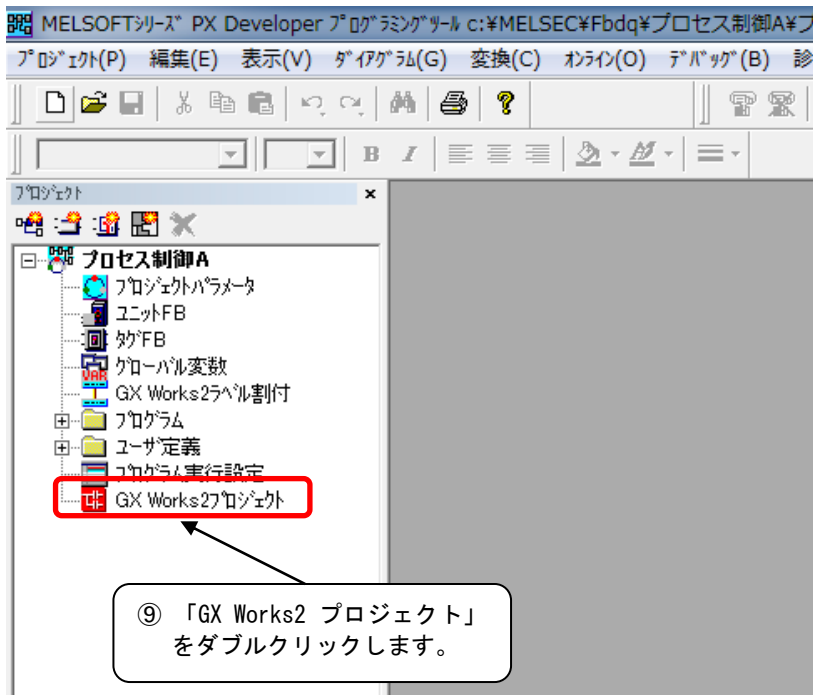 MELSOFTｼﾘｰｽﾞ PX Developer ﾌﾟﾛｸﾞﾗﾐﾝｸﾞﾂｰﾙ c:¥MELSEC¥Fbdq¥プロセス制御A¥プ
ﾌﾟﾛｼﾞｪｸﾄ(P) 編集(E) 表示(V) ﾀﾞｲｱｸﾞﾗﾑ(G) 変換(C) ｵﾝﾗｲﾝ(O) ﾃﾞﾊﾞｯｸﾞ(B) 診
B I
ﾌﾟﾛｼﾞｪｸﾄ
プロセス制御A
ﾌﾟﾛｼﾞｪｸﾄﾊﾟﾗﾒｰﾀ
ﾕﾆｯﾄFB
ﾀｸﾞFB
ｸﾞﾛｰﾊﾞﾙ変数
GX Works2ﾗﾍﾞﾙ割付
ﾌﾟﾛｸﾞﾗﾑ
ﾕｰｻﾞ定義
ﾌﾟﾛｸﾞﾗﾑ実行設定
GX Works2ﾌﾟﾛｼﾞｪｸﾄ
⑨ 「GX Works2 プロジェクト」
をダブルクリックします。